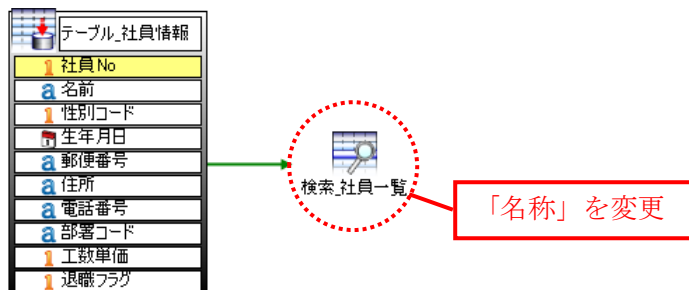 テーブル_社員情報
社員No
名前
性別コード
生年月日
郵便番号
住所
電話番号
部署コード
工数単価
退職フラグ
検索_社員一覧
「名称」を変更